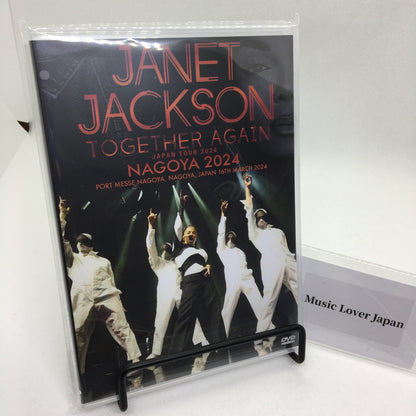 JANET
JACKSON
TOGETHER AGAIN
JAPAN TOUR 2024
NAGOYA 2024
PORT MESSE NAGOYA, NAGOYA, JAPAN 16TH MARCH 2024
DVD
Music Lover Japan